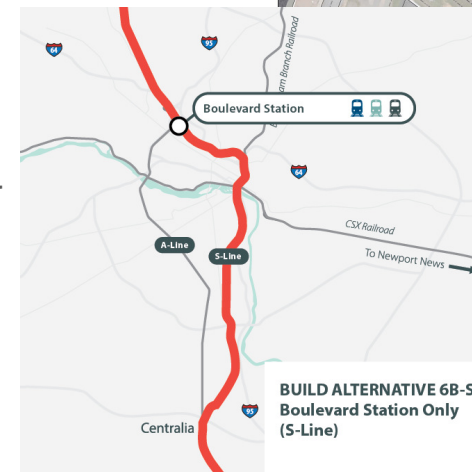 64
95
am Branch Railroad
Boulevard Station
64
CSX Railroad
To Newport News
A-Line
S-Line
95
Centralia
BUILD ALTERNATIVE 6B-S
Boulevard Station Only
(S-Line)